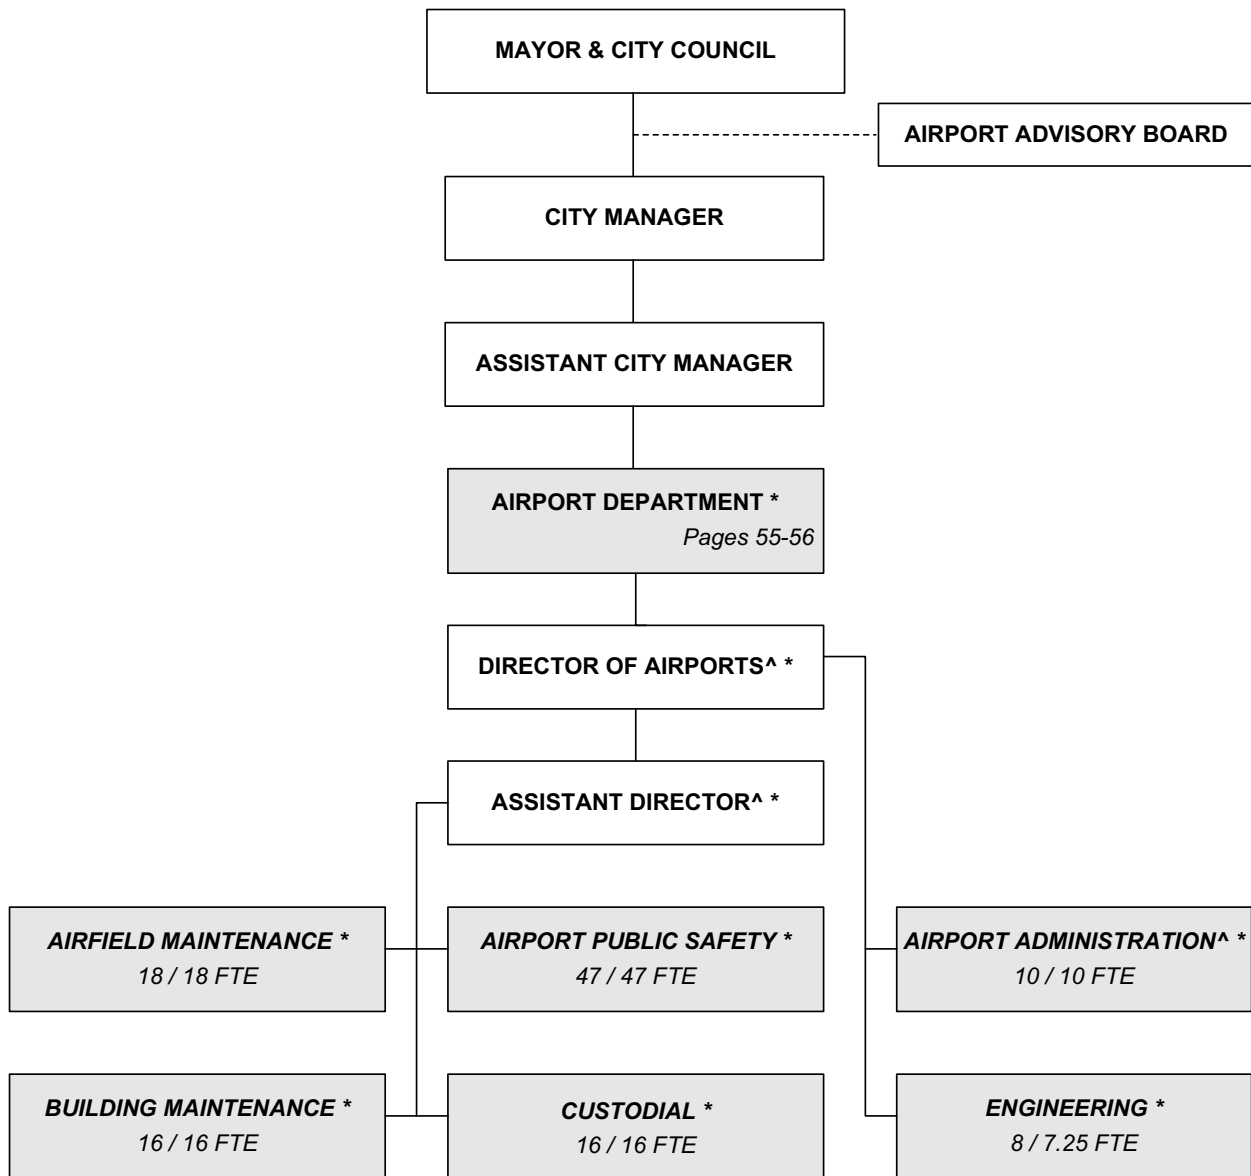 MAYOR & CITY COUNCIL
AIRPORT ADVISORY BOARD
CITY MANAGER
ASSISTANT CITY MANAGER
AIRPORT DEPARTMENT *
Pages 55-56
DIRECTOR OF AIRPORTS^ *
ASSISTANT DIRECTOR^ *
AIRFIELD MAINTENANCE *
18 / 18 FTE
AIRPORT PUBLIC SAFETY *
47 / 47 FTE
AIRPORT ADMINISTRATION^ *
10 / 10 FTE
BUILDING MAINTENANCE *
16 / 16 FTE
CUSTODIAL *
16 / 16 FTE
ENGINEERING *
8 / 7.25 FTE